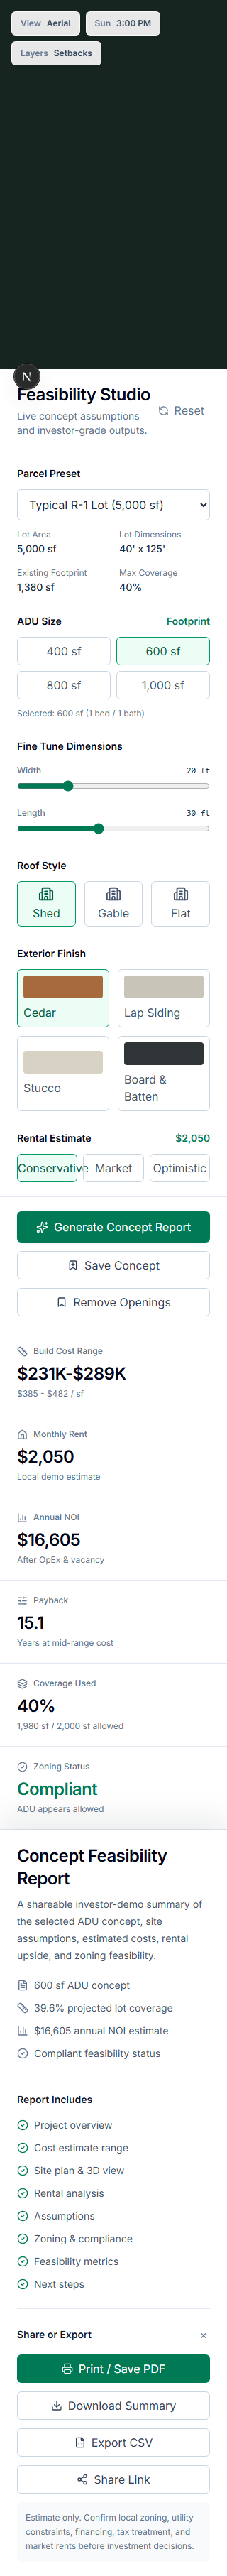 View Aerial
Sun 3:00 PM
Layers Setbacks
N
Feasibility Studio
Live concept assumptions
and investor-grade outputs.
Reset
Parcel Preset
Typical R-1 Lot (5,000 sf)
Lot Area
Lot Dimensions
5,000 sf
40' x 125'
Existing Footprint
Max Coverage
1,380 sf
40%
ADU Size
Footprint
400 sf
600 sf
800 sf
1,000 sf
Selected: 600 sf (1 bed / 1 bath)
Fine Tune Dimensions
Width
20 ft
Length
30 ft
Roof Style
Shed
Gable
Flat
Exterior Finish
Cedar
Lap Siding
Stucco
Board &
Batten
Rental Estimate
$2,050
Conservative
Market
Optimistic
Generate Concept Report
Save Concept
Remove Openings
Build Cost Range
$231K-$289K
$385 - $482 / sf
Monthly Rent
$2,050
Local demo estimate
Annual NOI
$16,605
After OpEx & vacancy
Payback
15.1
Years at mid-range cost
Coverage Used
40%
1,980 sf / 2,000 sf allowed
Zoning Status
Compliant
ADU appears allowed
Concept Feasibility
Report
A shareable investor-demo summary of
the selected ADU concept, site
assumptions, estimated costs, rental
upside, and zoning feasibility.
600 sf ADU concept
39.6% projected lot coverage
$16,605 annual NOI estimate
Compliant feasibility status
Report Includes
Project overview
Cost estimate range
Site plan & 3D view
Rental analysis
Assumptions
Zoning & compliance
Feasibility metrics
Next steps
Share or Export
×
Print / Save PDF
Download Summary
Export CSV
Share Link
Estimate only. Confirm local zoning, utility
constraints, financing, tax treatment, and
market rents before investment decisions.